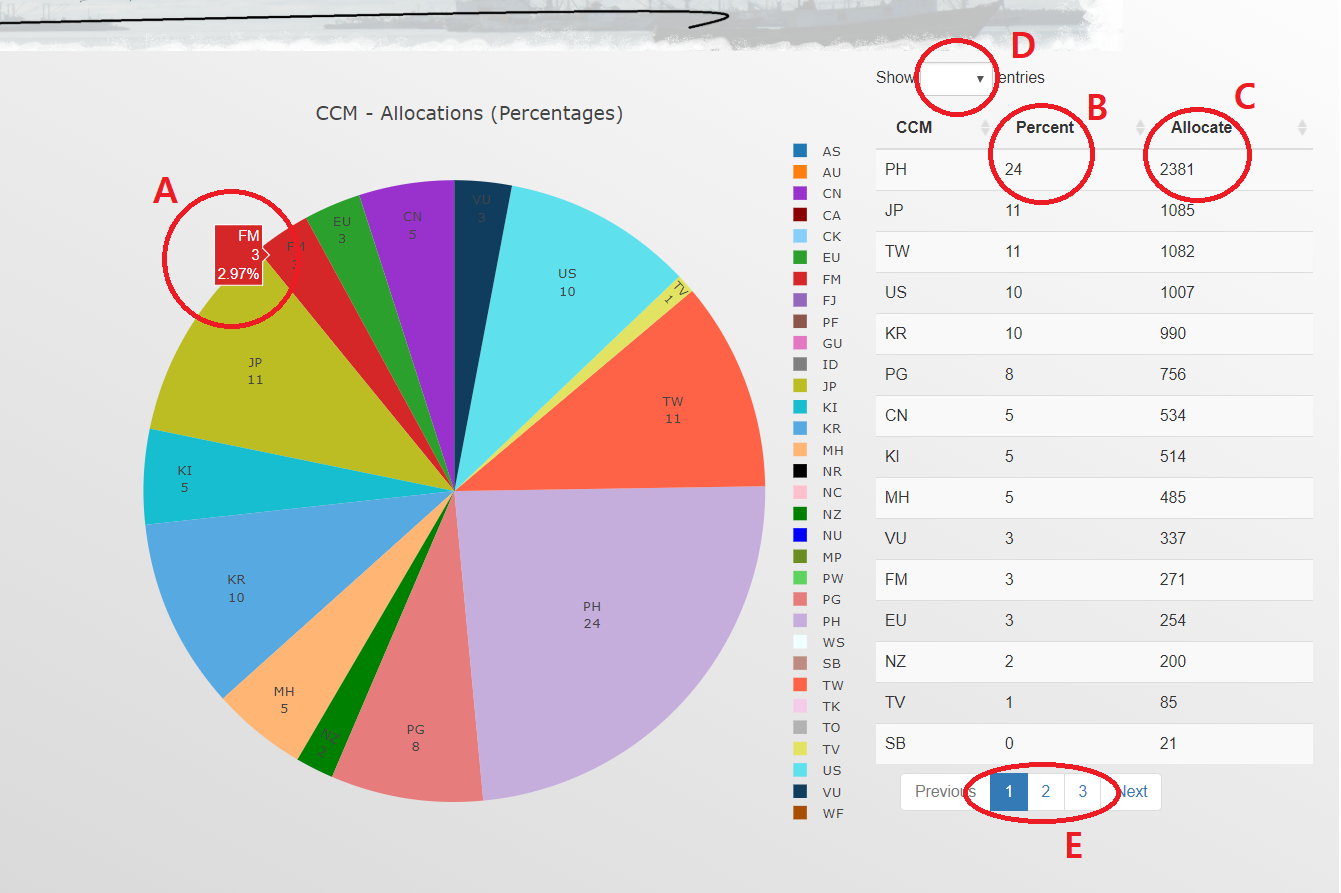 D
Show entries
B
C
CCM - Allocations (Percentages)
CCM Percent Allocate
A
FM
3
2.97%
EU
3
CN
5
VU
3
US
10
TV
1
JP
11
TW
11
KI
5
KR
10
PH
24
MH
5
NZ
2
PG
8
AS
AU
CN
CA
CK
EU
FM
FJ
PF
GU
ID
JP
KI
KR
MH
NR
NC
NZ
NU
MP
PW
PG
PH
WS
SB
TW
TK
TO
TV
US
VU
WF
PH 24 2381
JP 11 1085
TW 11 1082
US 10 1007
KR 10 990
PG 8 756
CN 5 534
KI 5 514
MH 5 485
VU 3 337
FM 3 271
EU 3 254
NZ 2 200
TV 1 85
SB 0 21
Previous 1 2 3 Next
E